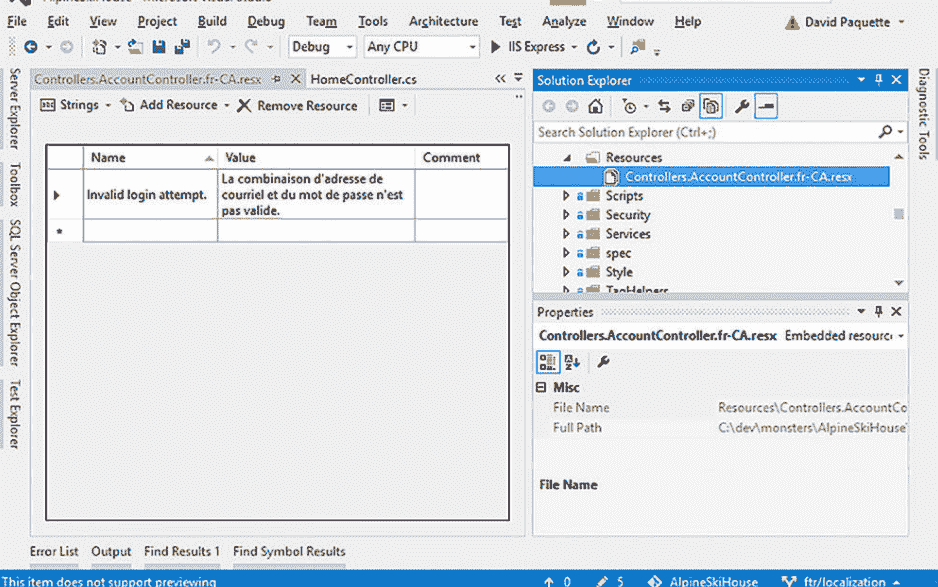 File Edit View Project Build Debug Team Tools Architecture Test Analyze Window Help David Paquette
Debug Any CPU IIS Express
Controllers.AccountController.fr-CA.resx HomeController.cs
Strings Add Resource Remove Resource
Name Value Comment
Invalid login attempt. La combinaison d'adresse de
courriel et du mot de passe n'est
pas valide.
Server Explorer
Toolbox
SQL Server Object Explorer
Test Explorer
Solution Explorer
Search Solution Explorer (Ctrl+;)
Resources
Controllers.AccountController.fr-CA.resx
Scripts
Security
Services
spec
Style
TagHelpers
Properties
Controllers.AccountController.fr-CA.resx Embedded resourc
Misc
File Name Resources\Controllers.AccountCo
Full Path C:\dev\monsters\AlpineSkiHouse
File Name
Diagnostic Tools
Error List Output Find Results 1 Find Symbol Results
This item does not support previewing 0 5 AlpineSkiHouse ftr/localization